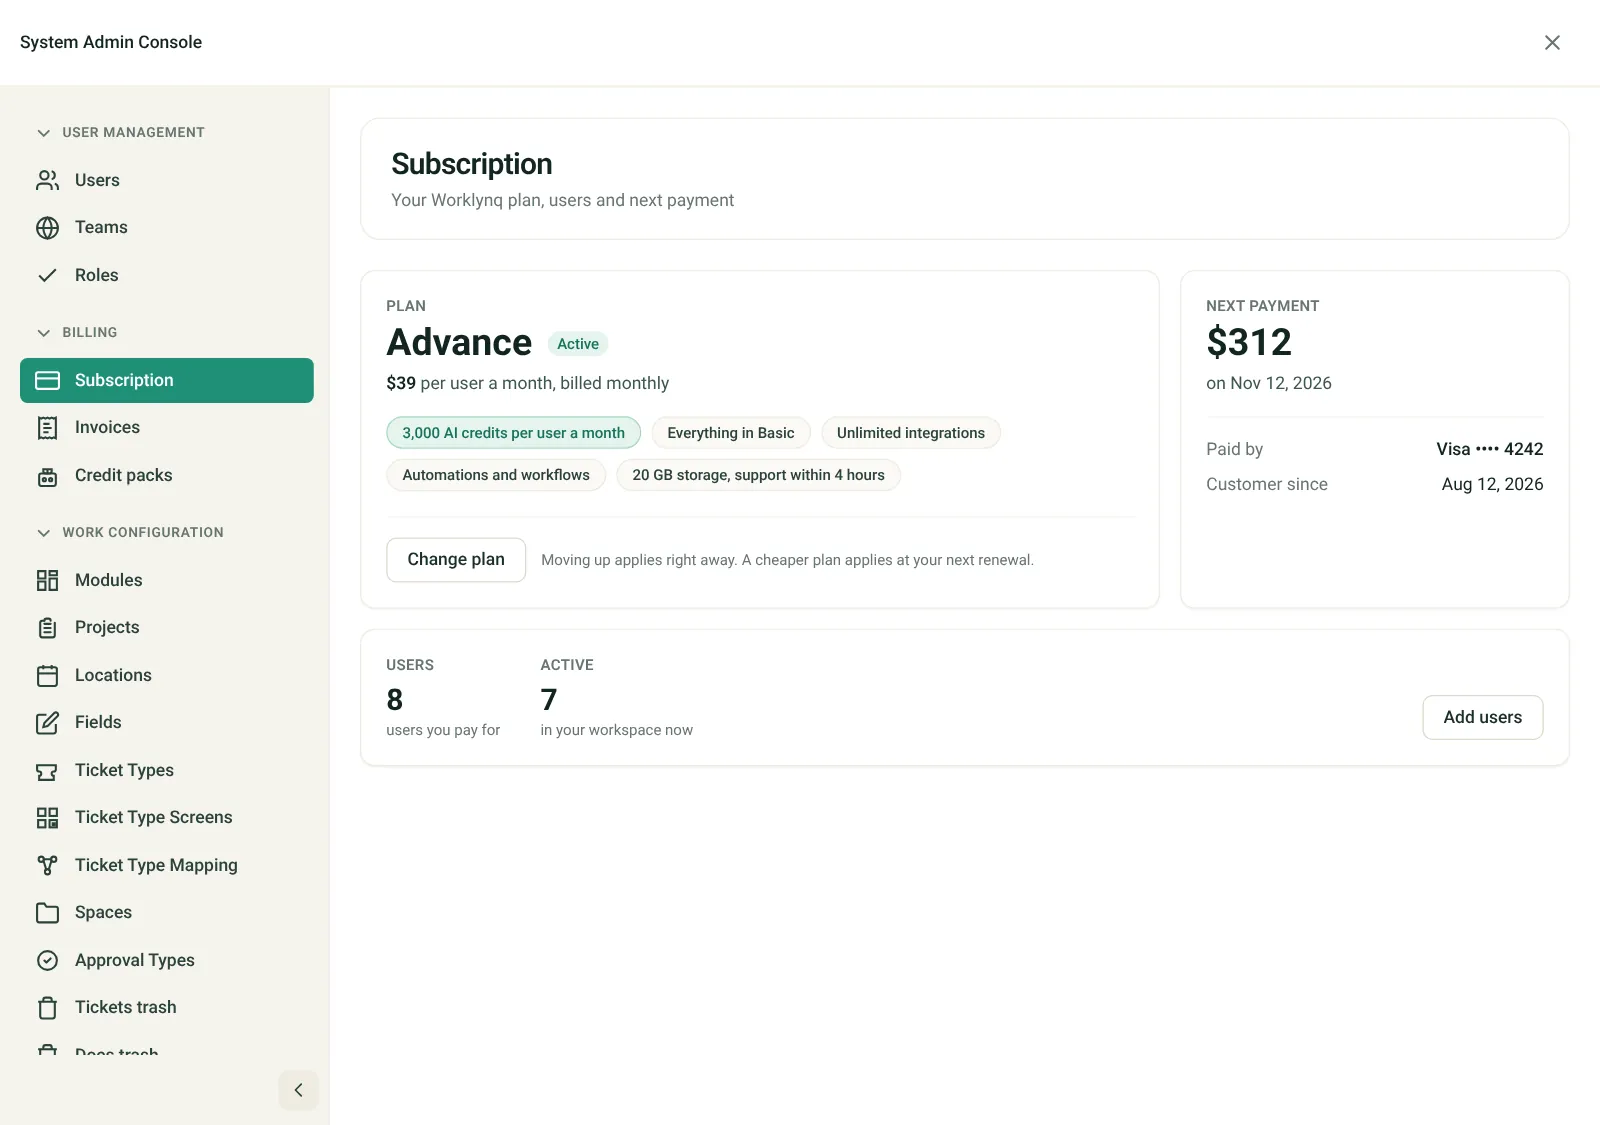 System Admin Console
USER MANAGEMENT
Users
Teams
Roles
BILLING
Subscription
Invoices
Credit packs
WORK CONFIGURATION
Modules
Projects
Locations
Fields
Ticket Types
Ticket Type Screens
Ticket Type Mapping
Spaces
Approval Types
Tickets trash
Docs trash
Subscription
Your Worklynq plan, users and next payment
PLAN
Advance Active
$39 per user a month, billed monthly
3,000 AI credits per user a month Everything in Basic Unlimited integrations
Automations and workflows 20 GB storage, support within 4 hours
Change plan Moving up applies right away. A cheaper plan applies at your next renewal.
NEXT PAYMENT
$312
on Nov 12, 2026
Paid by Visa •••• 4242
Customer since Aug 12, 2026
USERS
8
users you pay for
ACTIVE
7
in your workspace now
Add users